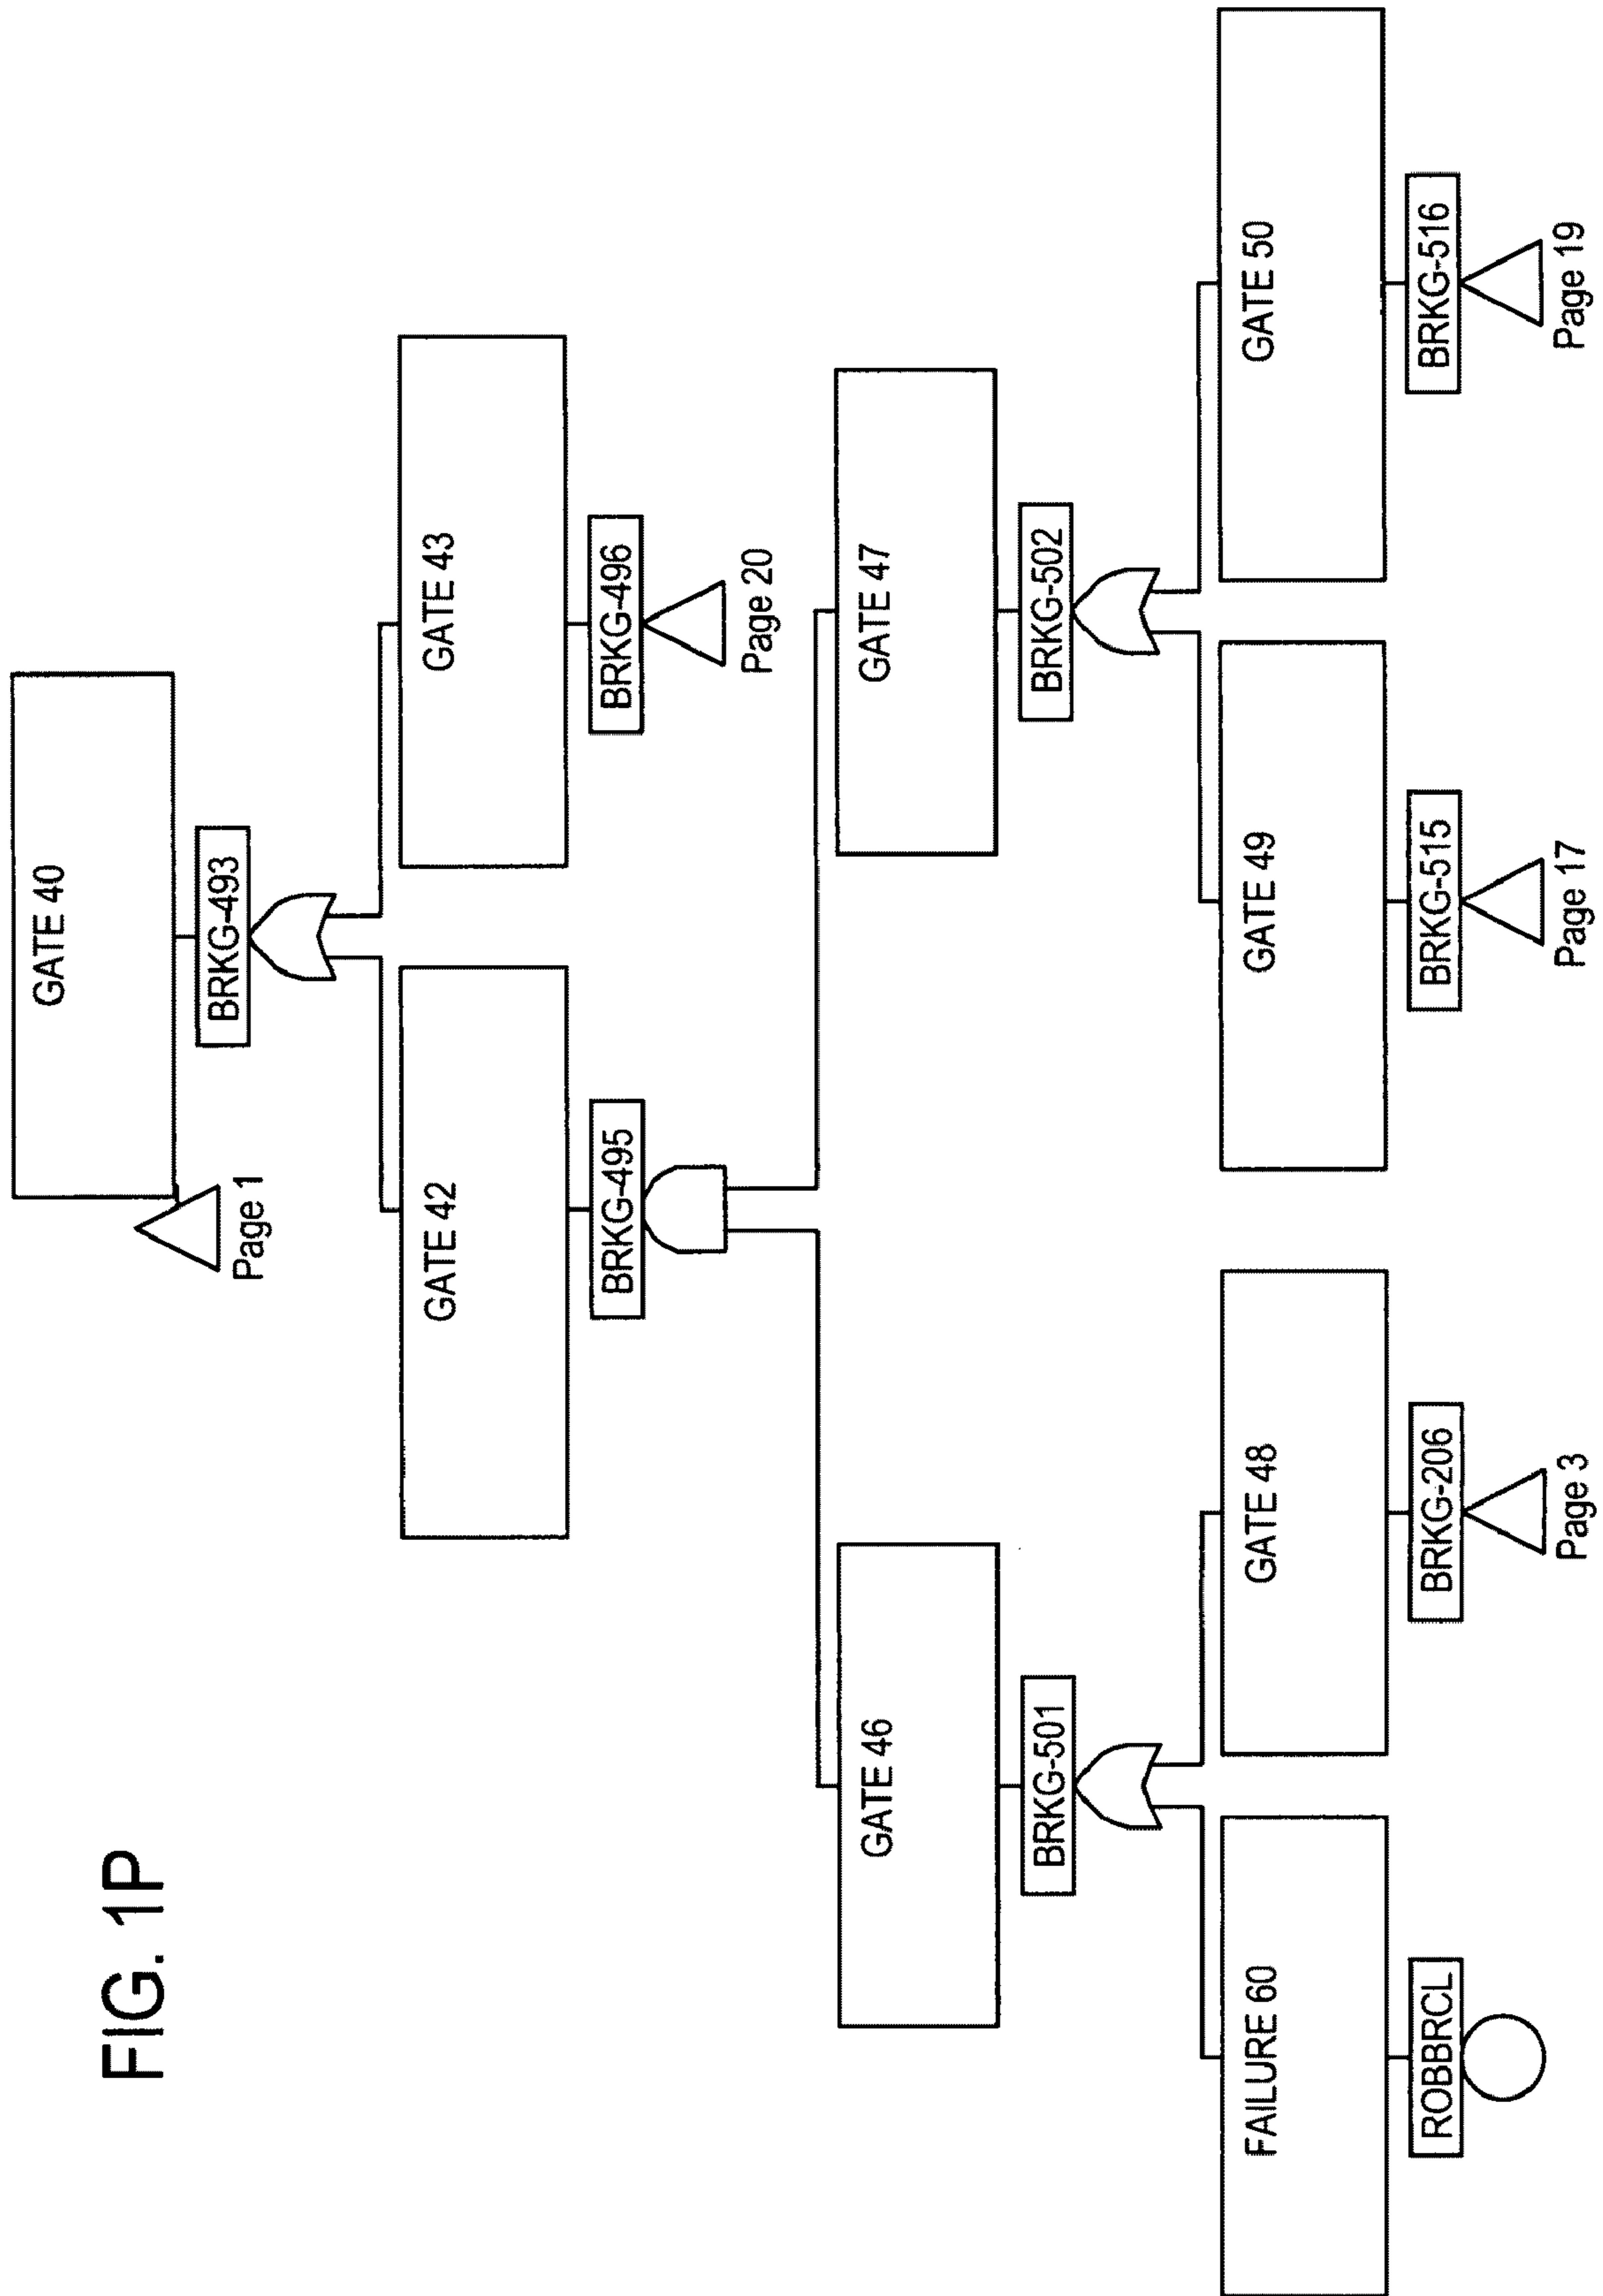 FIG. 1P
GATE 40
Page 1
BRKG-493
GATE 42
GATE 43
BRKG-495
BRKG-496
Page 20
GATE 46
GATE 47
BRKG-501
BRKG-502
FAILURE 60
GATE 48
GATE 49
GATE 50
ROBBRCL
BRKG-206
BRKG-515
BRKG-516
Page 3
Page 17
Page 19